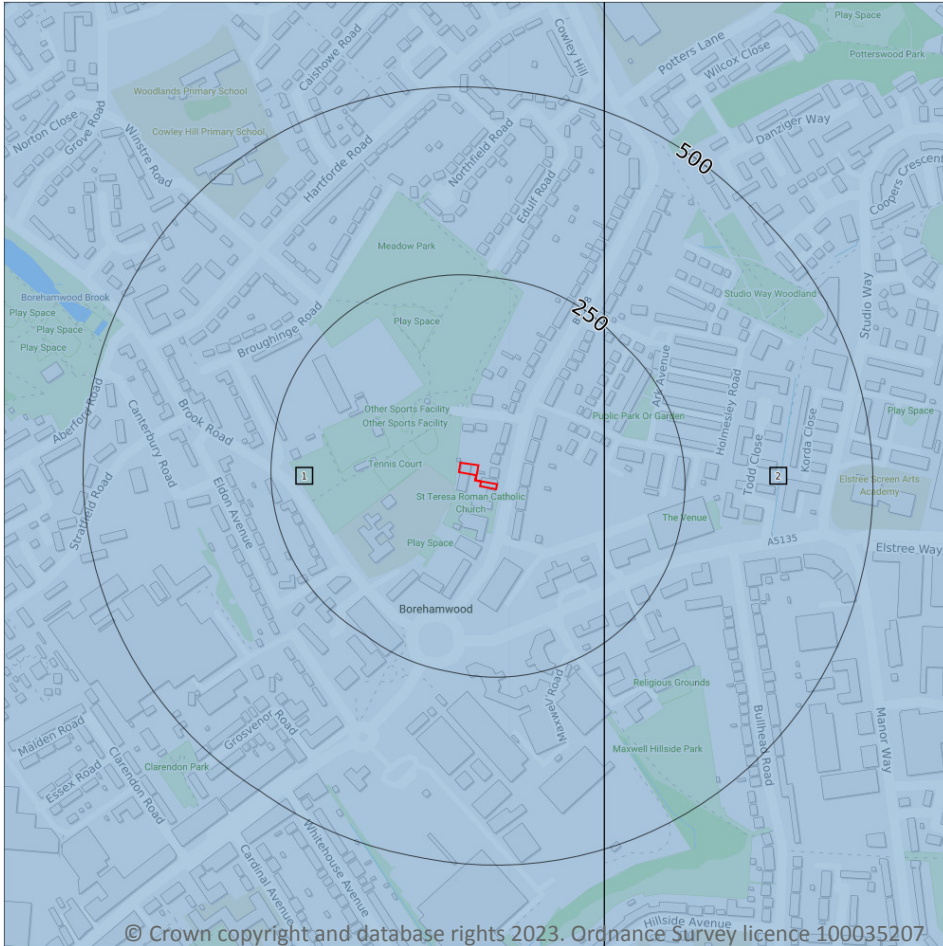 Play Space
Potterswood Park
Cowley Hill
Potters Lane
Wilcox Close
Caishowe Road
Woodlands Primary School
Norton Close
Grove Road
Cowley Hill Primary School
Winstre Road
Hartforde Road
Northfield Road
Danziger Way
500
Coopers Crescent
Edulf Road
Meadow Park
Borehamwood Brook
Play Space
Play Space
Play Space
Studio Way Woodland
Studio Way
250
Broughinge Road
Play Space
Aberford Road
Canterbury Road
Brook Road
Ark Avenue
Holmesley Road
Other Sports Facility
Other Sports Facility
Public Park Or Garden
Play Space
Korda Close
Todd Close
Tennis Court
1
2
Stratfield Road
Eldon Avenue
St Teresa Roman Catholic
Church
Elstree Screen Arts
Academy
The Venue
Play Space
A5135
Elstree Way
Borehamwood
Religious Grounds
Maxwell Road
Bullhead Road
Manor Way
Maiden Road
Grosvenor Road
Essex Road
Clarendon Road
Clarendon Park
Maxwell Hillside Park
Whitehouse Avenue
Cardinal Avenue
Hillside Avenue
© Crown copyright and database rights 2023. Ordnance Survey licence 100035207